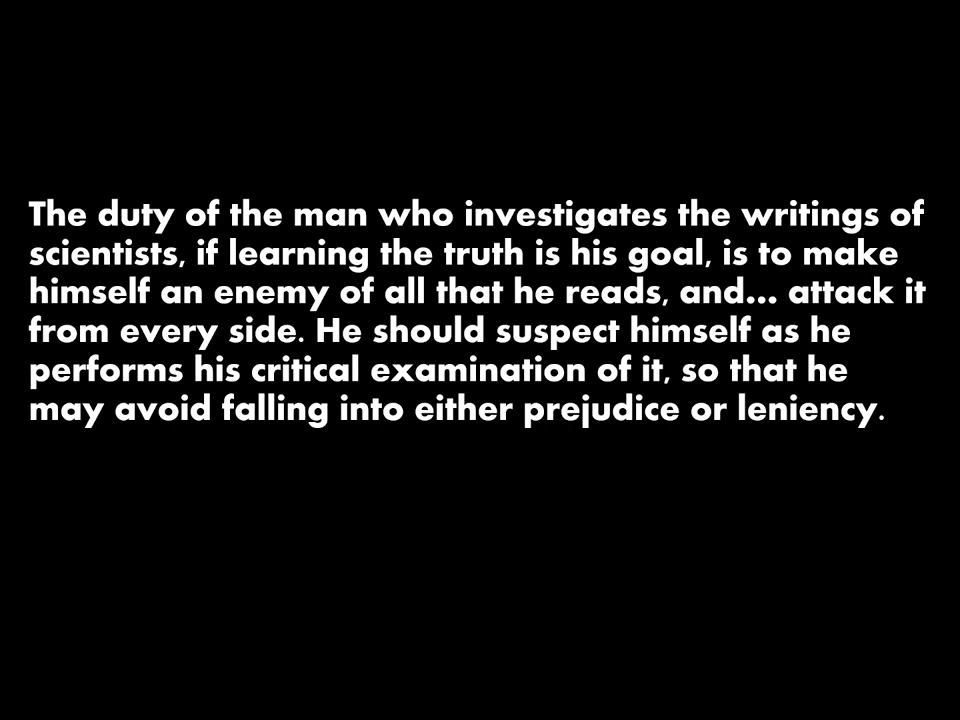 The duty of the man who investigates the writings of
scientists, if learning the truth is his goal, is to make
himself an enemy of all that he reads, and... attack it
from every side. He should suspect himself as he
performs his critical examination of it, so that he
may avoid falling into either prejudice or leniency.